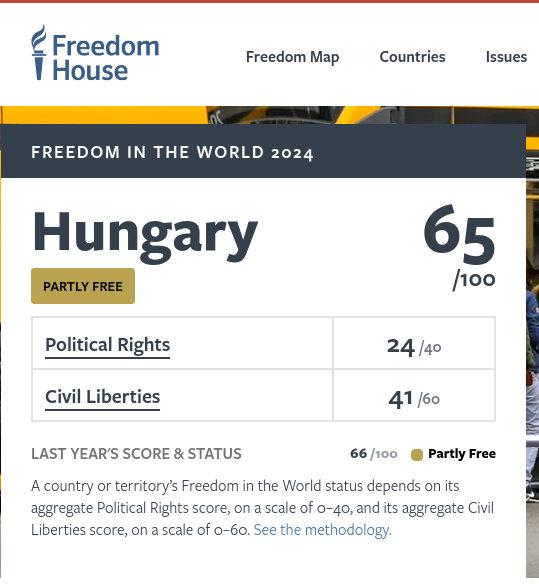 Freedom
House
Freedom Map Countries Issues
FREEDOM IN THE WORLD 2024
Hungary 65
/100
PARTLY FREE
Political Rights 24 /40
Civil Liberties 41 /60
LAST YEAR'S SCORE & STATUS 66 /100 Partly Free
A country or territory's Freedom in the World status depends on its
aggregate Political Rights score, on a scale of 0–40, and its aggregate Civil
Liberties score, on a scale of 0–60. See the methodology.